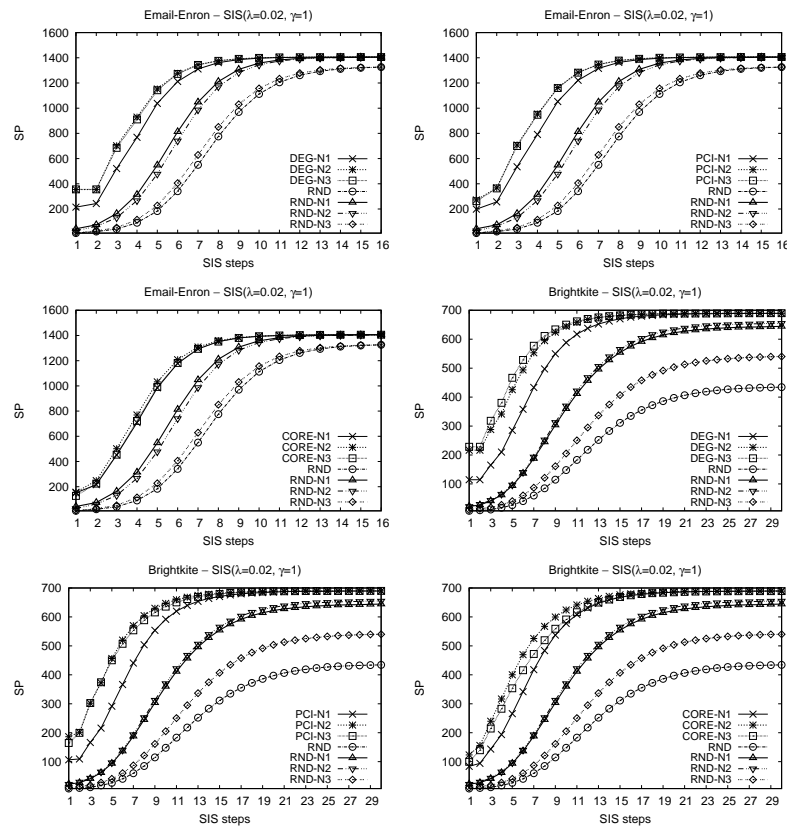 Email-Enron – SIS(λ=0.02, γ=1)
1600
1400
1200
1000
800
600
400
200
SP
1 2 3 4 5 6 7 8 9 10 11 12 13 14 15 16
SIS steps
DEG-N1
DEG-N2
DEG-N3
RND
RND-N1
RND-N2
RND-N3
Email-Enron – SIS(λ=0.02, γ=1)
1600
1400
1200
1000
800
600
400
200
SP
1 2 3 4 5 6 7 8 9 10 11 12 13 14 15 16
SIS steps
PCI-N1
PCI-N2
PCI-N3
RND
RND-N1
RND-N2
RND-N3
Email-Enron – SIS(λ=0.02, γ=1)
1600
1400
1200
1000
800
600
400
200
SP
1 2 3 4 5 6 7 8 9 10 11 12 13 14 15 16
SIS steps
CORE-N1
CORE-N2
CORE-N3
RND
RND-N1
RND-N2
RND-N3
Brightkite – SIS(λ=0.02, γ=1)
700
600
500
400
300
200
100
SP
1 3 5 7 9 11 13 15 17 19 21 23 25 27 29
SIS steps
DEG-N1
DEG-N2
DEG-N3
RND
RND-N1
RND-N2
RND-N3
Brightkite – SIS(λ=0.02, γ=1)
700
600
500
400
300
200
100
SP
1 3 5 7 9 11 13 15 17 19 21 23 25 27 29
SIS steps
PCI-N1
PCI-N2
PCI-N3
RND
RND-N1
RND-N2
RND-N3
Brightkite – SIS(λ=0.02, γ=1)
700
600
500
400
300
200
100
SP
1 3 5 7 9 11 13 15 17 19 21 23 25 27 29
SIS steps
CORE-N1
CORE-N2
CORE-N3
RND
RND-N1
RND-N2
RND-N3